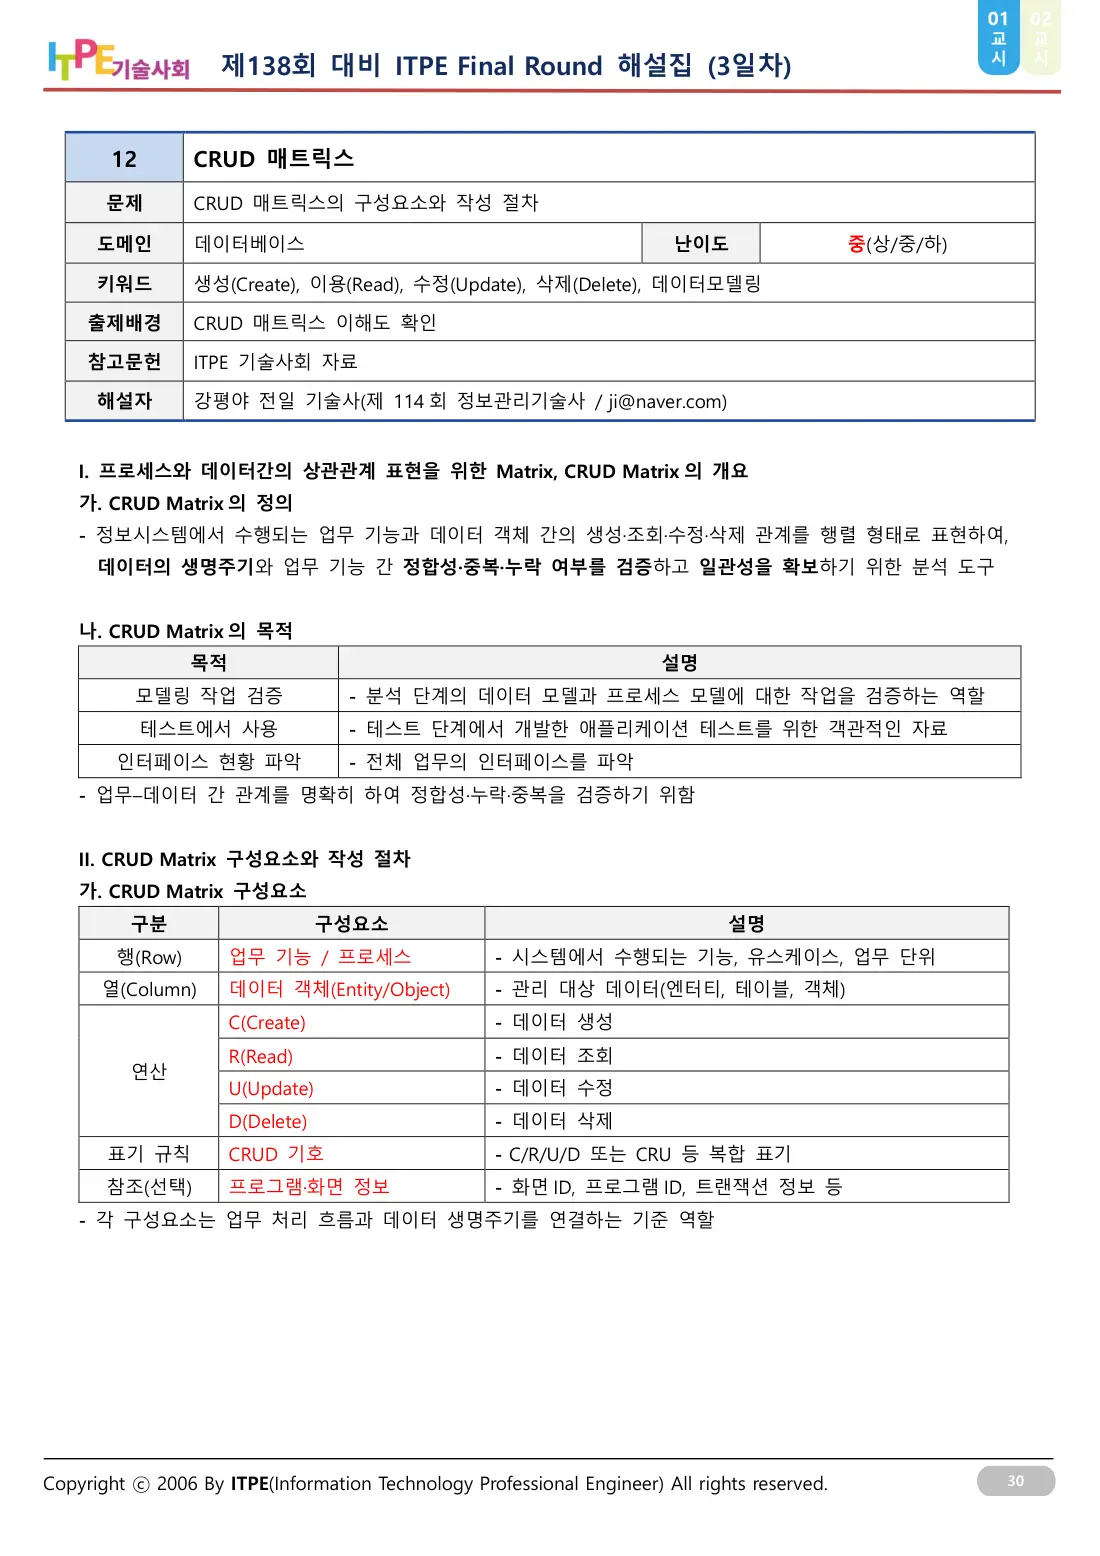 ITPE기술사회 제138회 대비 ITPE Final Round 해설집 (3일차)
01 교 시
02 교 시
12 CRUD 매트릭스
문제 CRUD 매트릭스의 구성요소와 작성 절차
도메인 데이터베이스 난이도 중(상/중/하)
키워드 생성(Create), 이용(Read), 수정(Update), 삭제(Delete), 데이터모델링
출제배경 CRUD 매트릭스 이해도 확인
참고문헌 ITPE 기술사회 자료
해설자 강평야 전일 기술사(제 114회 정보관리기술사 / ji@naver.com)
I. 프로세스와 데이터간의 상관관계 표현을 위한 Matrix, CRUD Matrix의 개요
가. CRUD Matrix의 정의
- 정보시스템에서 수행되는 업무 기능과 데이터 객체 간의 생성·조회·수정·삭제 관계를 행렬 형태로 표현하여,
데이터의 생명주기와 업무 기능 간 정합성·중복·누락 여부를 검증하고 일관성을 확보하기 위한 분석 도구
나. CRUD Matrix의 목적
목적 설명
모델링 작업 검증 - 분석 단계의 데이터 모델과 프로세스 모델에 대한 작업을 검증하는 역할
테스트에서 사용 - 테스트 단계에서 개발한 애플리케이션 테스트를 위한 객관적인 자료
인터페이스 현황 파악 - 전체 업무의 인터페이스를 파악
- 업무–데이터 간 관계를 명확히 하여 정합성·누락·중복을 검증하기 위함
II. CRUD Matrix 구성요소와 작성 절차
가. CRUD Matrix 구성요소
구분 구성요소 설명
행(Row) 업무 기능 / 프로세스 - 시스템에서 수행되는 기능, 유스케이스, 업무 단위
열(Column) 데이터 객체(Entity/Object) - 관리 대상 데이터(엔터티, 테이블, 객체)
연산 C(Create) - 데이터 생성
R(Read) - 데이터 조회
U(Update) - 데이터 수정
D(Delete) - 데이터 삭제
표기 규칙 CRUD 기호 - C/R/U/D 또는 CRU 등 복합 표기
참조(선택) 프로그램·화면 정보 - 화면ID, 프로그램ID, 트랜잭션 정보 등
- 각 구성요소는 업무 처리 흐름과 데이터 생명주기를 연결하는 기준 역할
Copyright ⓒ 2006 By ITPE(Information Technology Professional Engineer) All rights reserved. 30